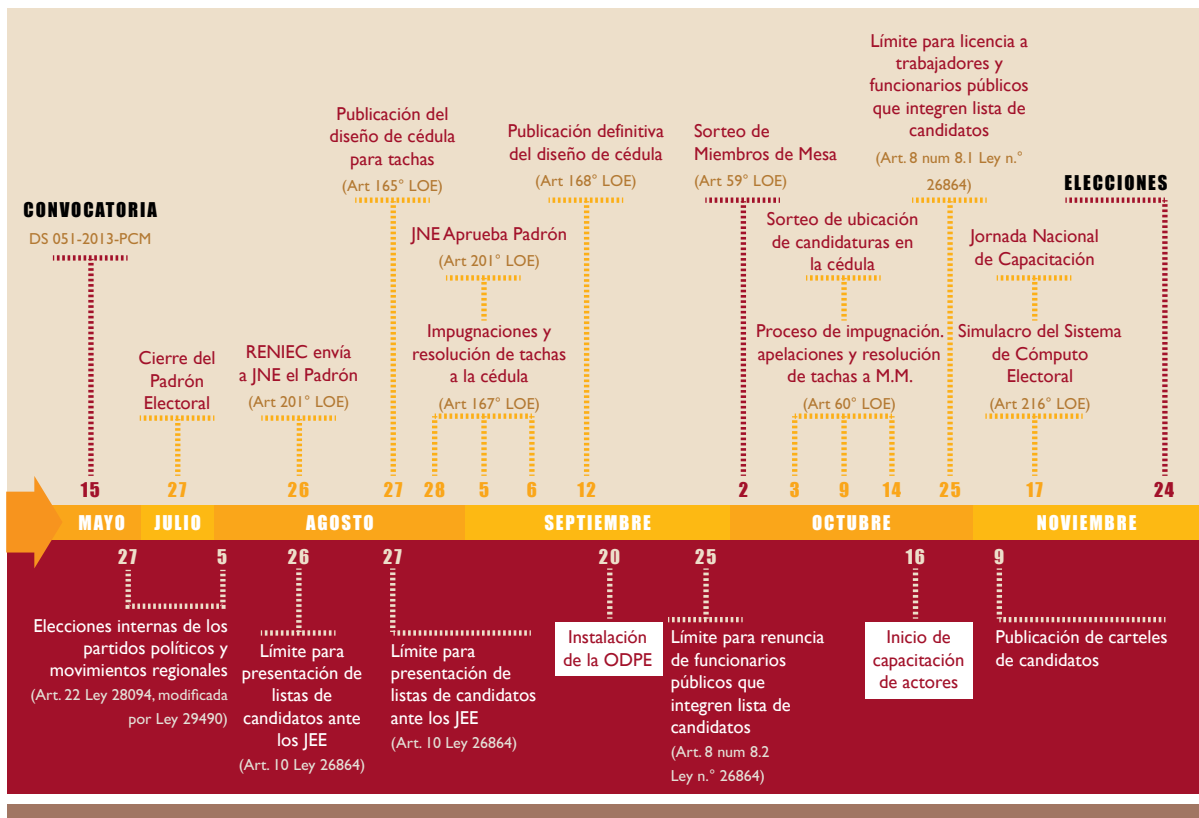 CONVOCATORIA
DS 051-2013-PCM
Cierre del
Padrón
Electoral
RENIEC envía
a JNE el Padrón
(Art 201° LOE)
Publicación del
diseño de cédula
para tachas
(Art 165° LOE)
JNE Aprueba Padrón
(Art 201° LOE)
Impugnaciones y
resolución de tachas
a la cédula
(Art 167° LOE)
Publicación definitiva
del diseño de cédula
(Art 168° LOE)
Sorteo de
Miembros de Mesa
(Art 59° LOE)
Sorteo de ubicación
de candidaturas en
la cédula
Proceso de impugnación.
apelaciones y resolución
de tachas a M.M.
(Art 60° LOE)
Límite para licencia a
trabajadores y
funcionarios públicos
que integren lista de
candidatos
(Art. 8 num 8.1 Ley n.°
26864)
Jornada Nacional
de Capacitación
Simulacro del Sistema
de Cómputo
Electoral
(Art 216° LOE)
ELECCIONES
15 27 26 27 28 5 6 12 2 3 9 14 25 17 24
MAYO JULIO AGOSTO SEPTIEMBRE OCTUBRE NOVIEMBRE
27 5 26 27 20 25 16 9
Elecciones internas de los
partidos políticos y
movimientos regionales
(Art. 22 Ley 28094, modificada
por Ley 29490)
Límite para
presentación de
listas de
candidatos ante
los JEE
(Art. 10 Ley 26864)
Límite para
presentación de
listas de candidatos
ante los JEE
(Art. 10 Ley 26864)
Instalación
de la ODPE
Límite para renuncia
de funcionarios
públicos que
integren lista de
candidatos
(Art. 8 num 8.2
Ley n.° 26864)
Inicio de
capacitación
de actores
Publicación de carteles
de candidatos